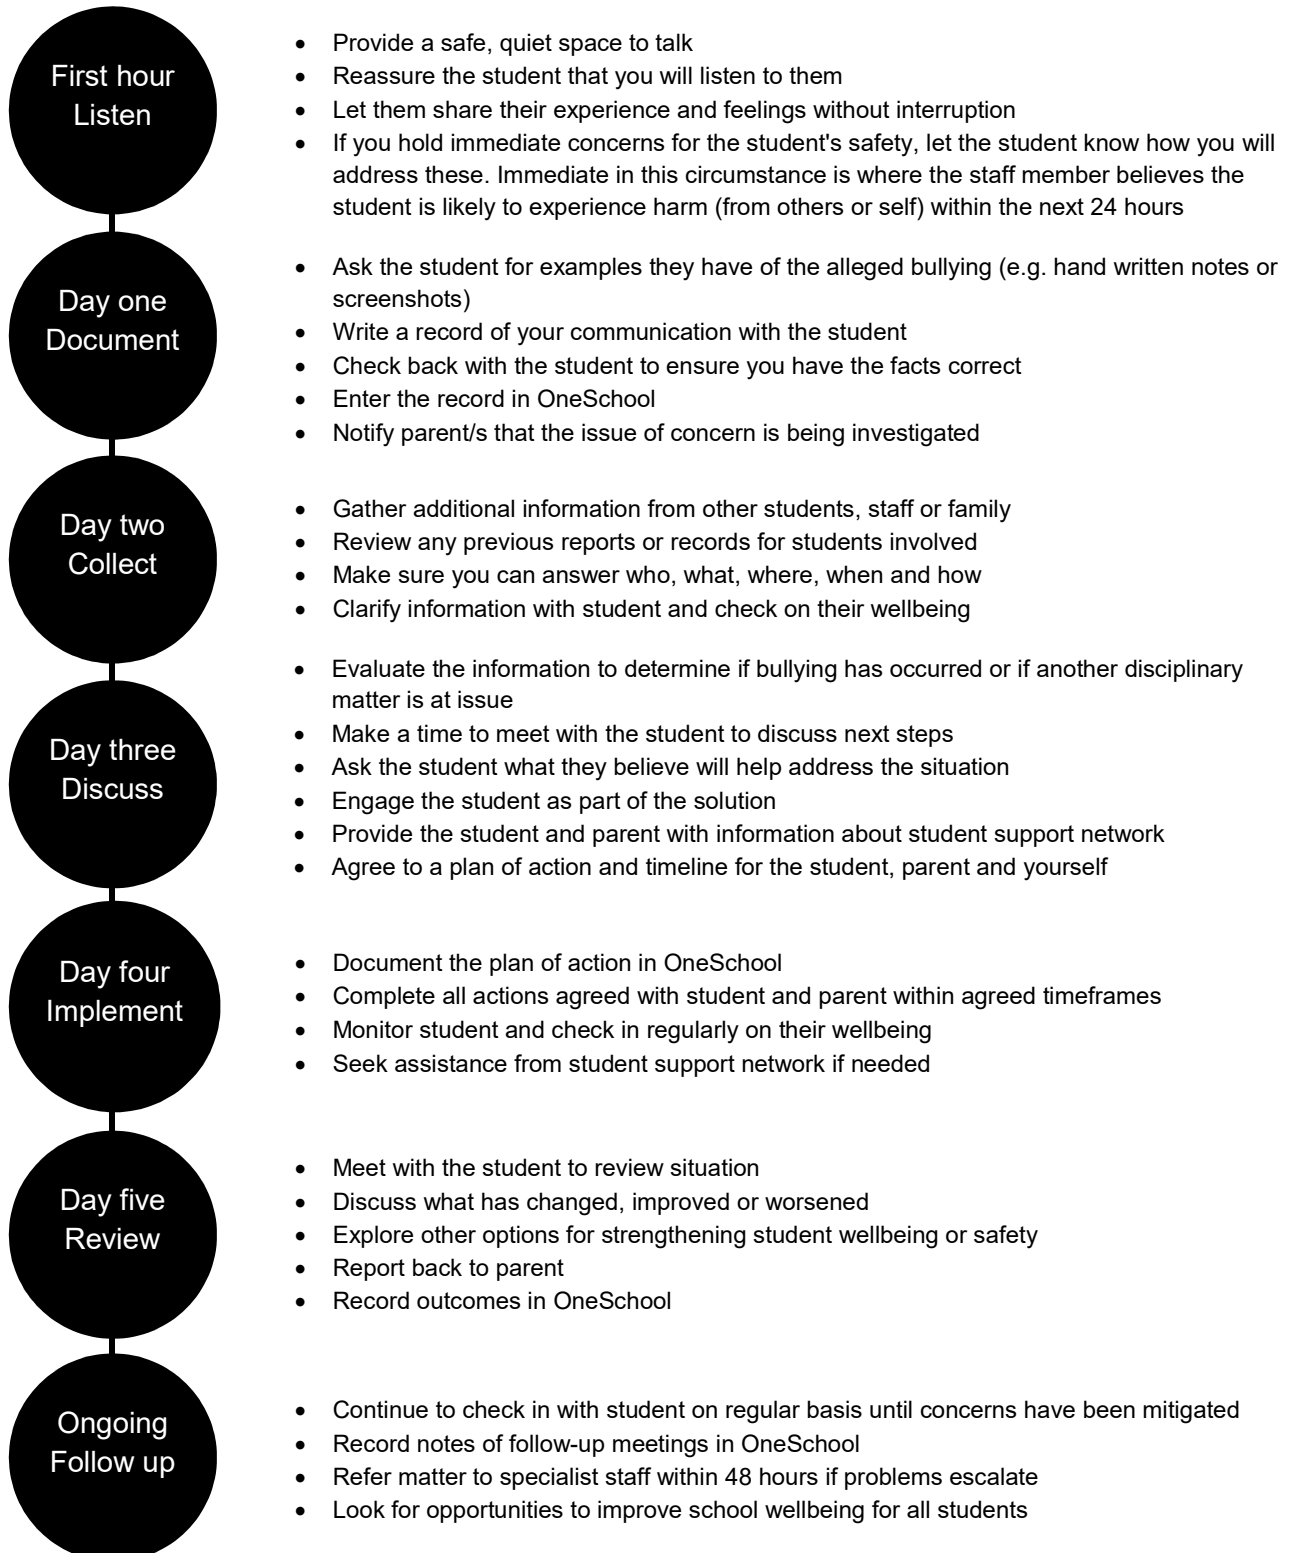 First hour
Listen
• Provide a safe, quiet space to talk
• Reassure the student that you will listen to them
• Let them share their experience and feelings without interruption
• If you hold immediate concerns for the student's safety, let the student know how you will
address these. Immediate in this circumstance is where the staff member believes the
student is likely to experience harm (from others or self) within the next 24 hours
Day one
Document
• Ask the student for examples they have of the alleged bullying (e.g. hand written notes or
screenshots)
• Write a record of your communication with the student
• Check back with the student to ensure you have the facts correct
• Enter the record in OneSchool
• Notify parent/s that the issue of concern is being investigated
Day two
Collect
• Gather additional information from other students, staff or family
• Review any previous reports or records for students involved
• Make sure you can answer who, what, where, when and how
• Clarify information with student and check on their wellbeing
Day three
Discuss
• Evaluate the information to determine if bullying has occurred or if another disciplinary
matter is at issue
• Make a time to meet with the student to discuss next steps
• Ask the student what they believe will help address the situation
• Engage the student as part of the solution
• Provide the student and parent with information about student support network
• Agree to a plan of action and timeline for the student, parent and yourself
Day four
Implement
• Document the plan of action in OneSchool
• Complete all actions agreed with student and parent within agreed timeframes
• Monitor student and check in regularly on their wellbeing
• Seek assistance from student support network if needed
Day five
Review
• Meet with the student to review situation
• Discuss what has changed, improved or worsened
• Explore other options for strengthening student wellbeing or safety
• Report back to parent
• Record outcomes in OneSchool
Ongoing
Follow up
• Continue to check in with student on regular basis until concerns have been mitigated
• Record notes of follow-up meetings in OneSchool
• Refer matter to specialist staff within 48 hours if problems escalate
• Look for opportunities to improve school wellbeing for all students